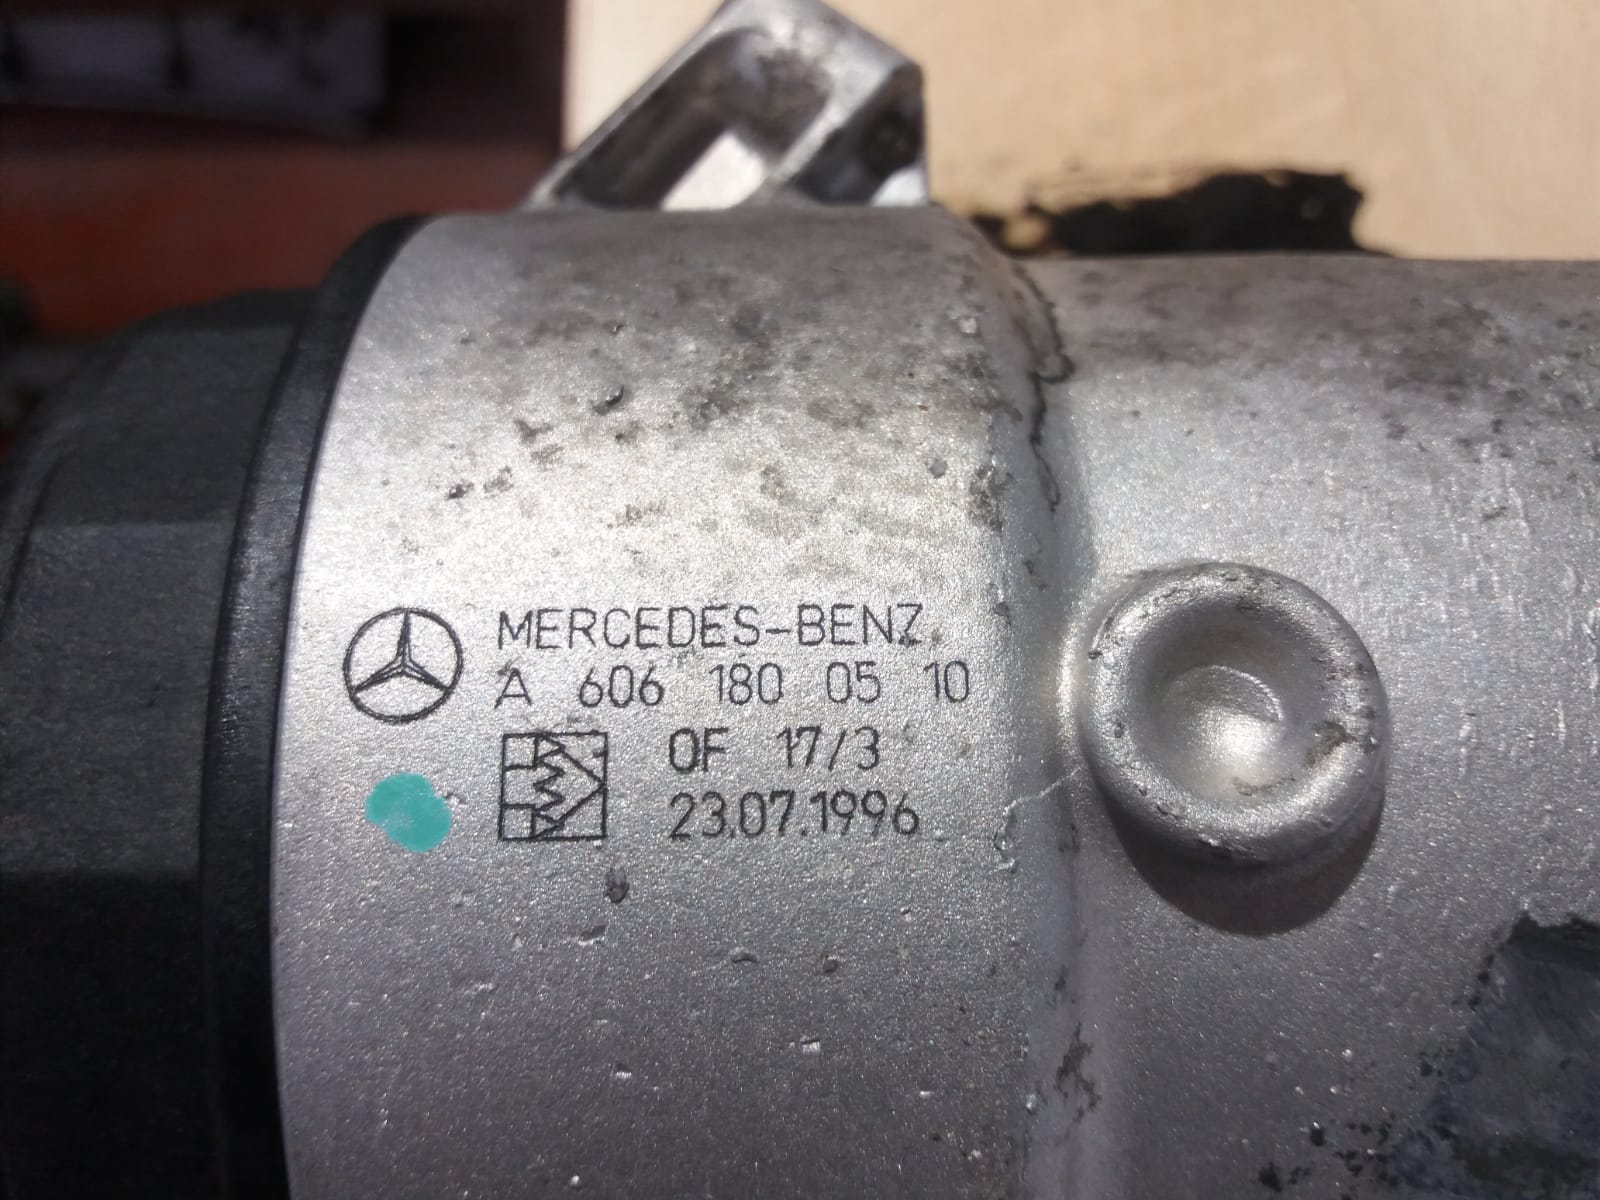 MERCEDES-BENZ
A 606 180 05 10
OF 17/3
23.07.1996